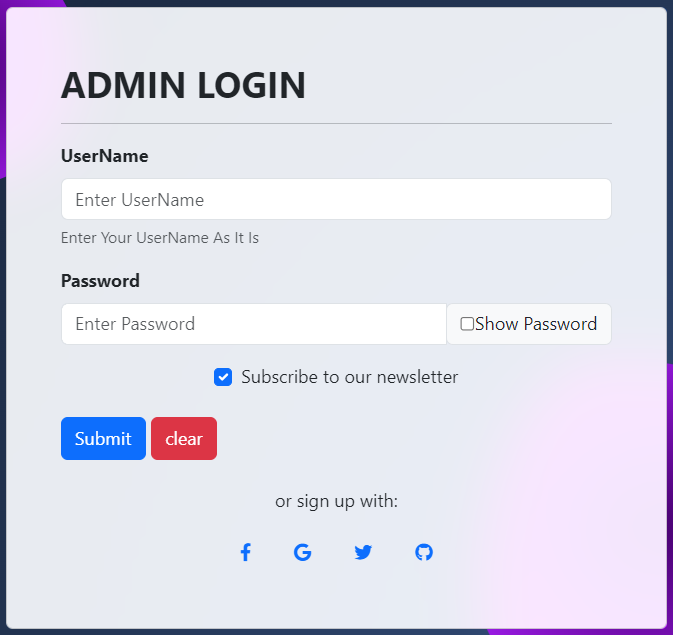 ADMIN LOGIN
UserName
Enter UserName
Enter Your UserName As It Is
Password
Enter Password Show Password
Subscribe to our newsletter
Submit clear
or sign up with: